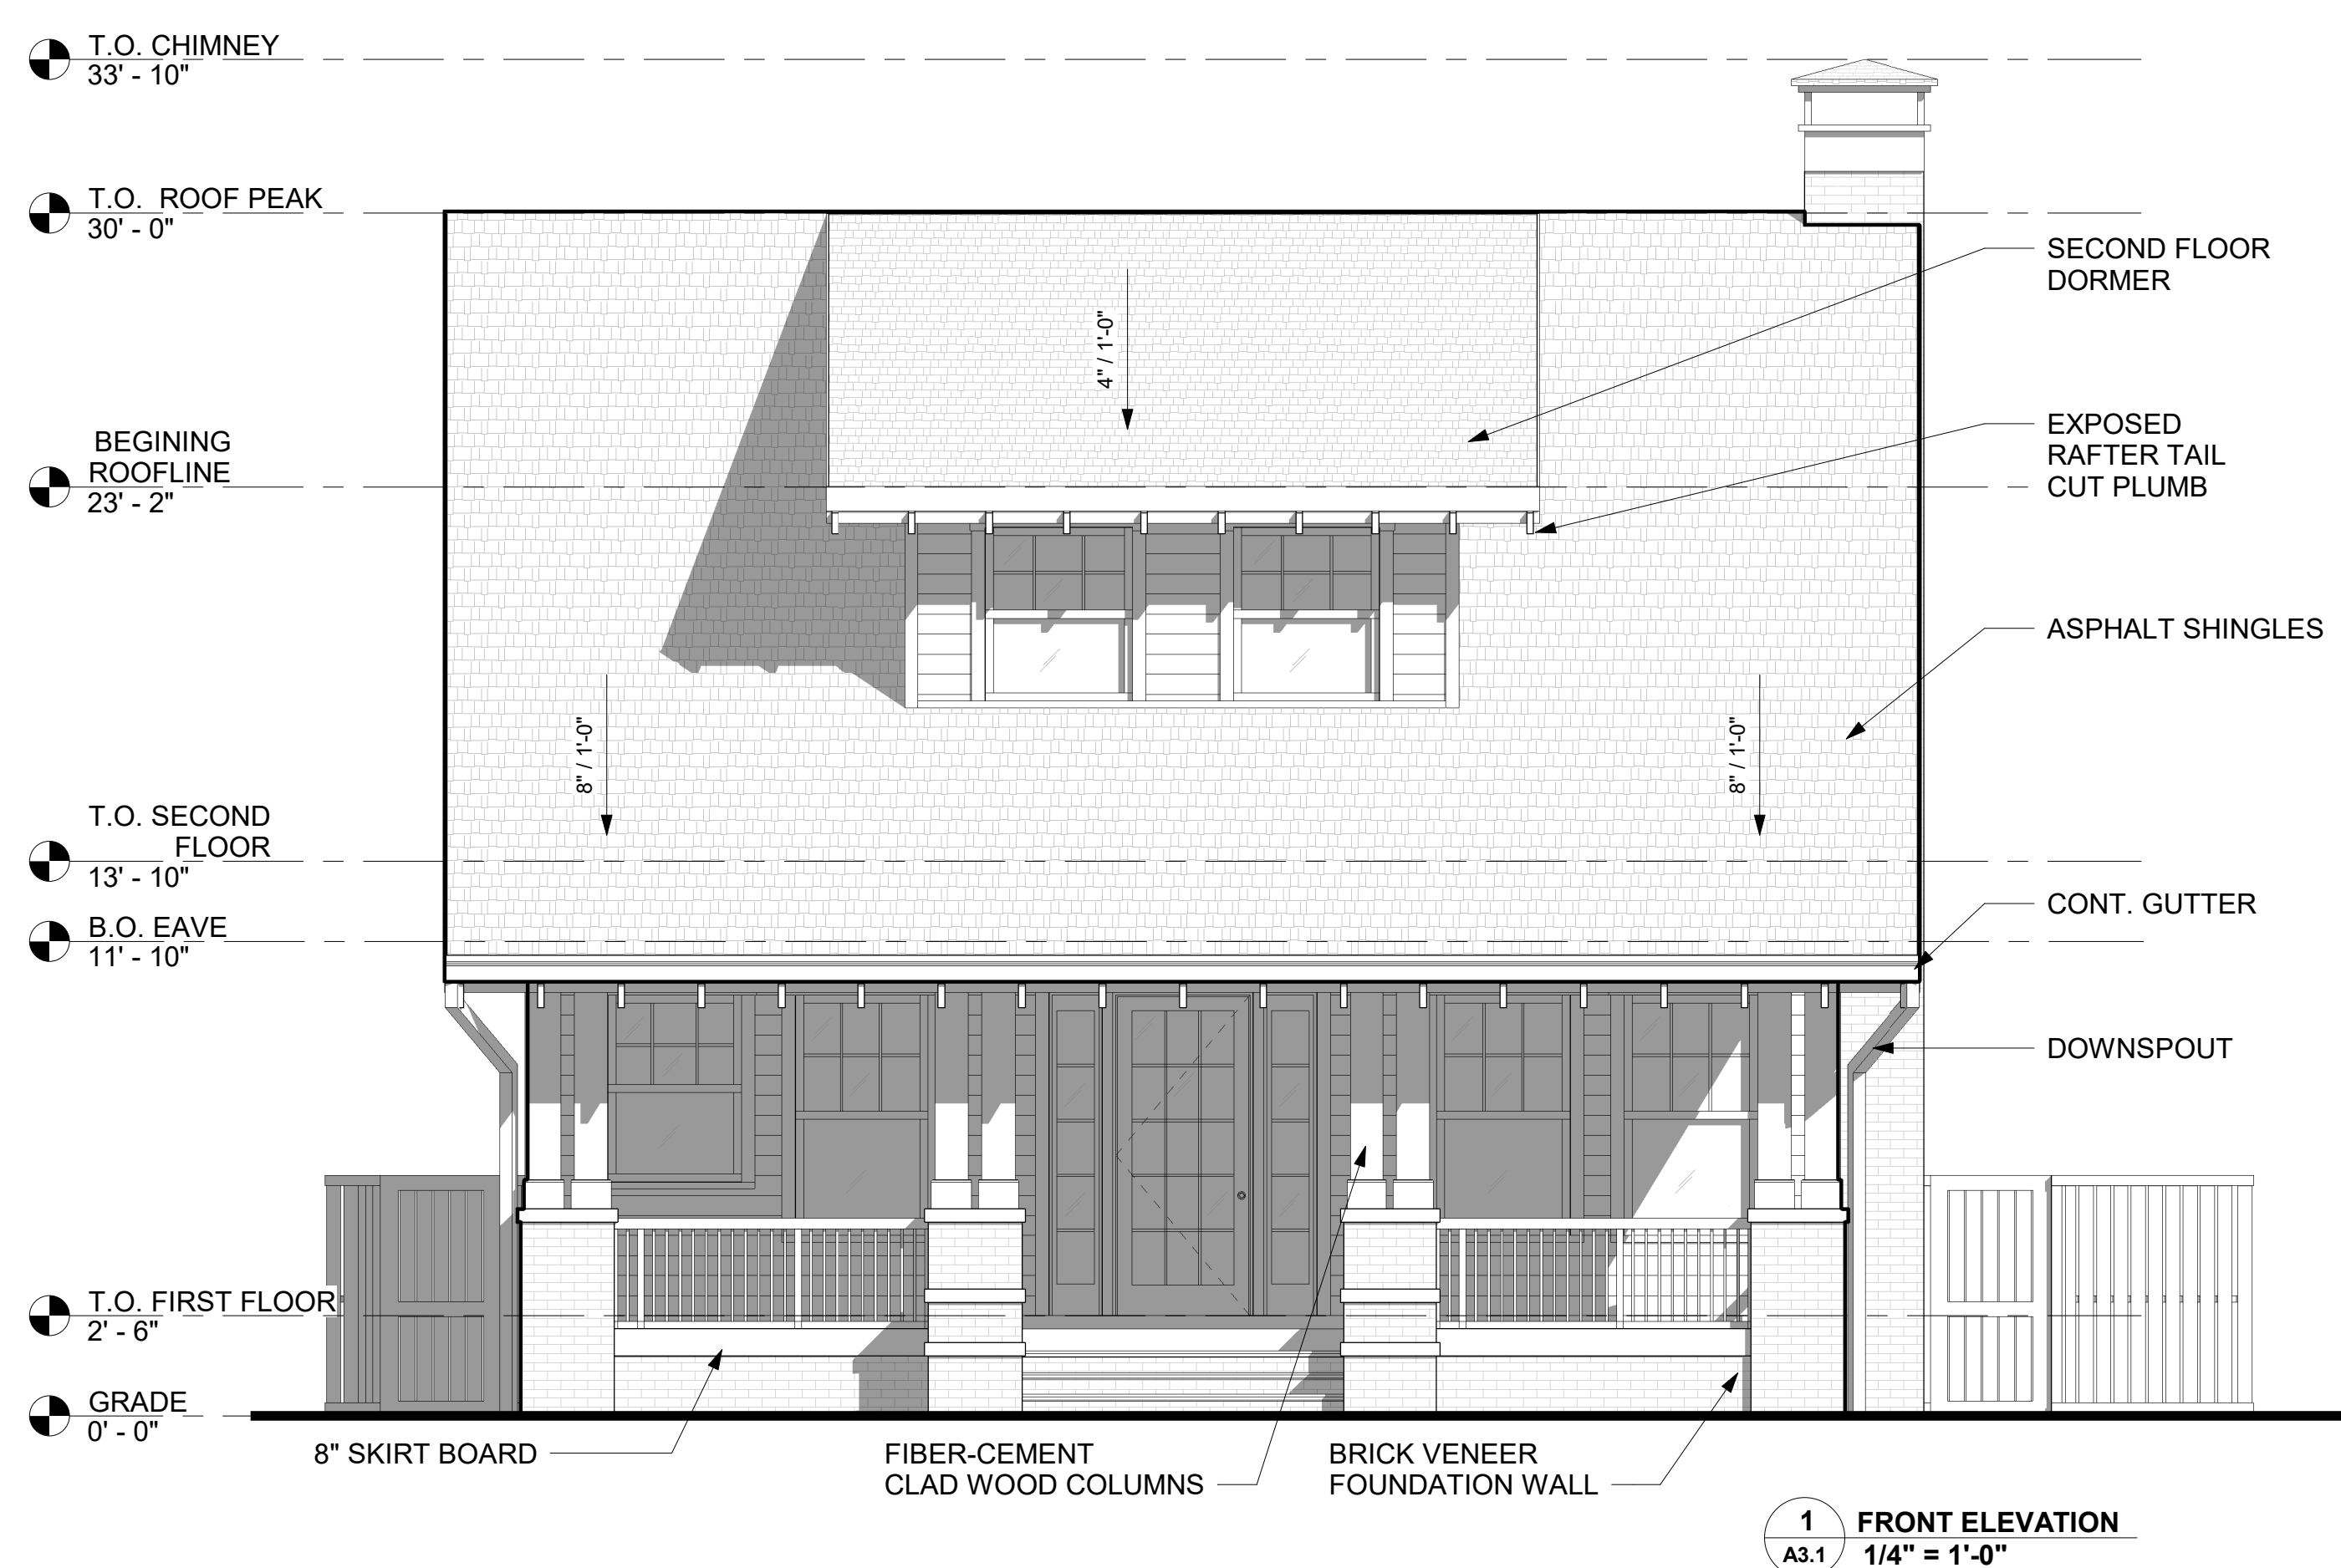 T.O. CHIMNEY
33' - 10"
T.O. ROOF PEAK
30' - 0"
BEGINING
ROOFLINE
23' - 2"
T.O. SECOND
FLOOR
13' - 10"
B.O. EAVE
11' - 10"
T.O. FIRST FLOOR
2' - 6"
GRADE
0' - 0"
4" / 1'-0"
8" / 1'-0"
8" / 1'-0"
SECOND FLOOR
DORMER
EXPOSED
RAFTER TAIL
CUT PLUMB
ASPHALT SHINGLES
CONT. GUTTER
DOWNSPOUT
8" SKIRT BOARD
FIBER-CEMENT
CLAD WOOD COLUMNS
BRICK VENEER
FOUNDATION WALL
1
A3.1
FRONT ELEVATION
1/4" = 1'-0"